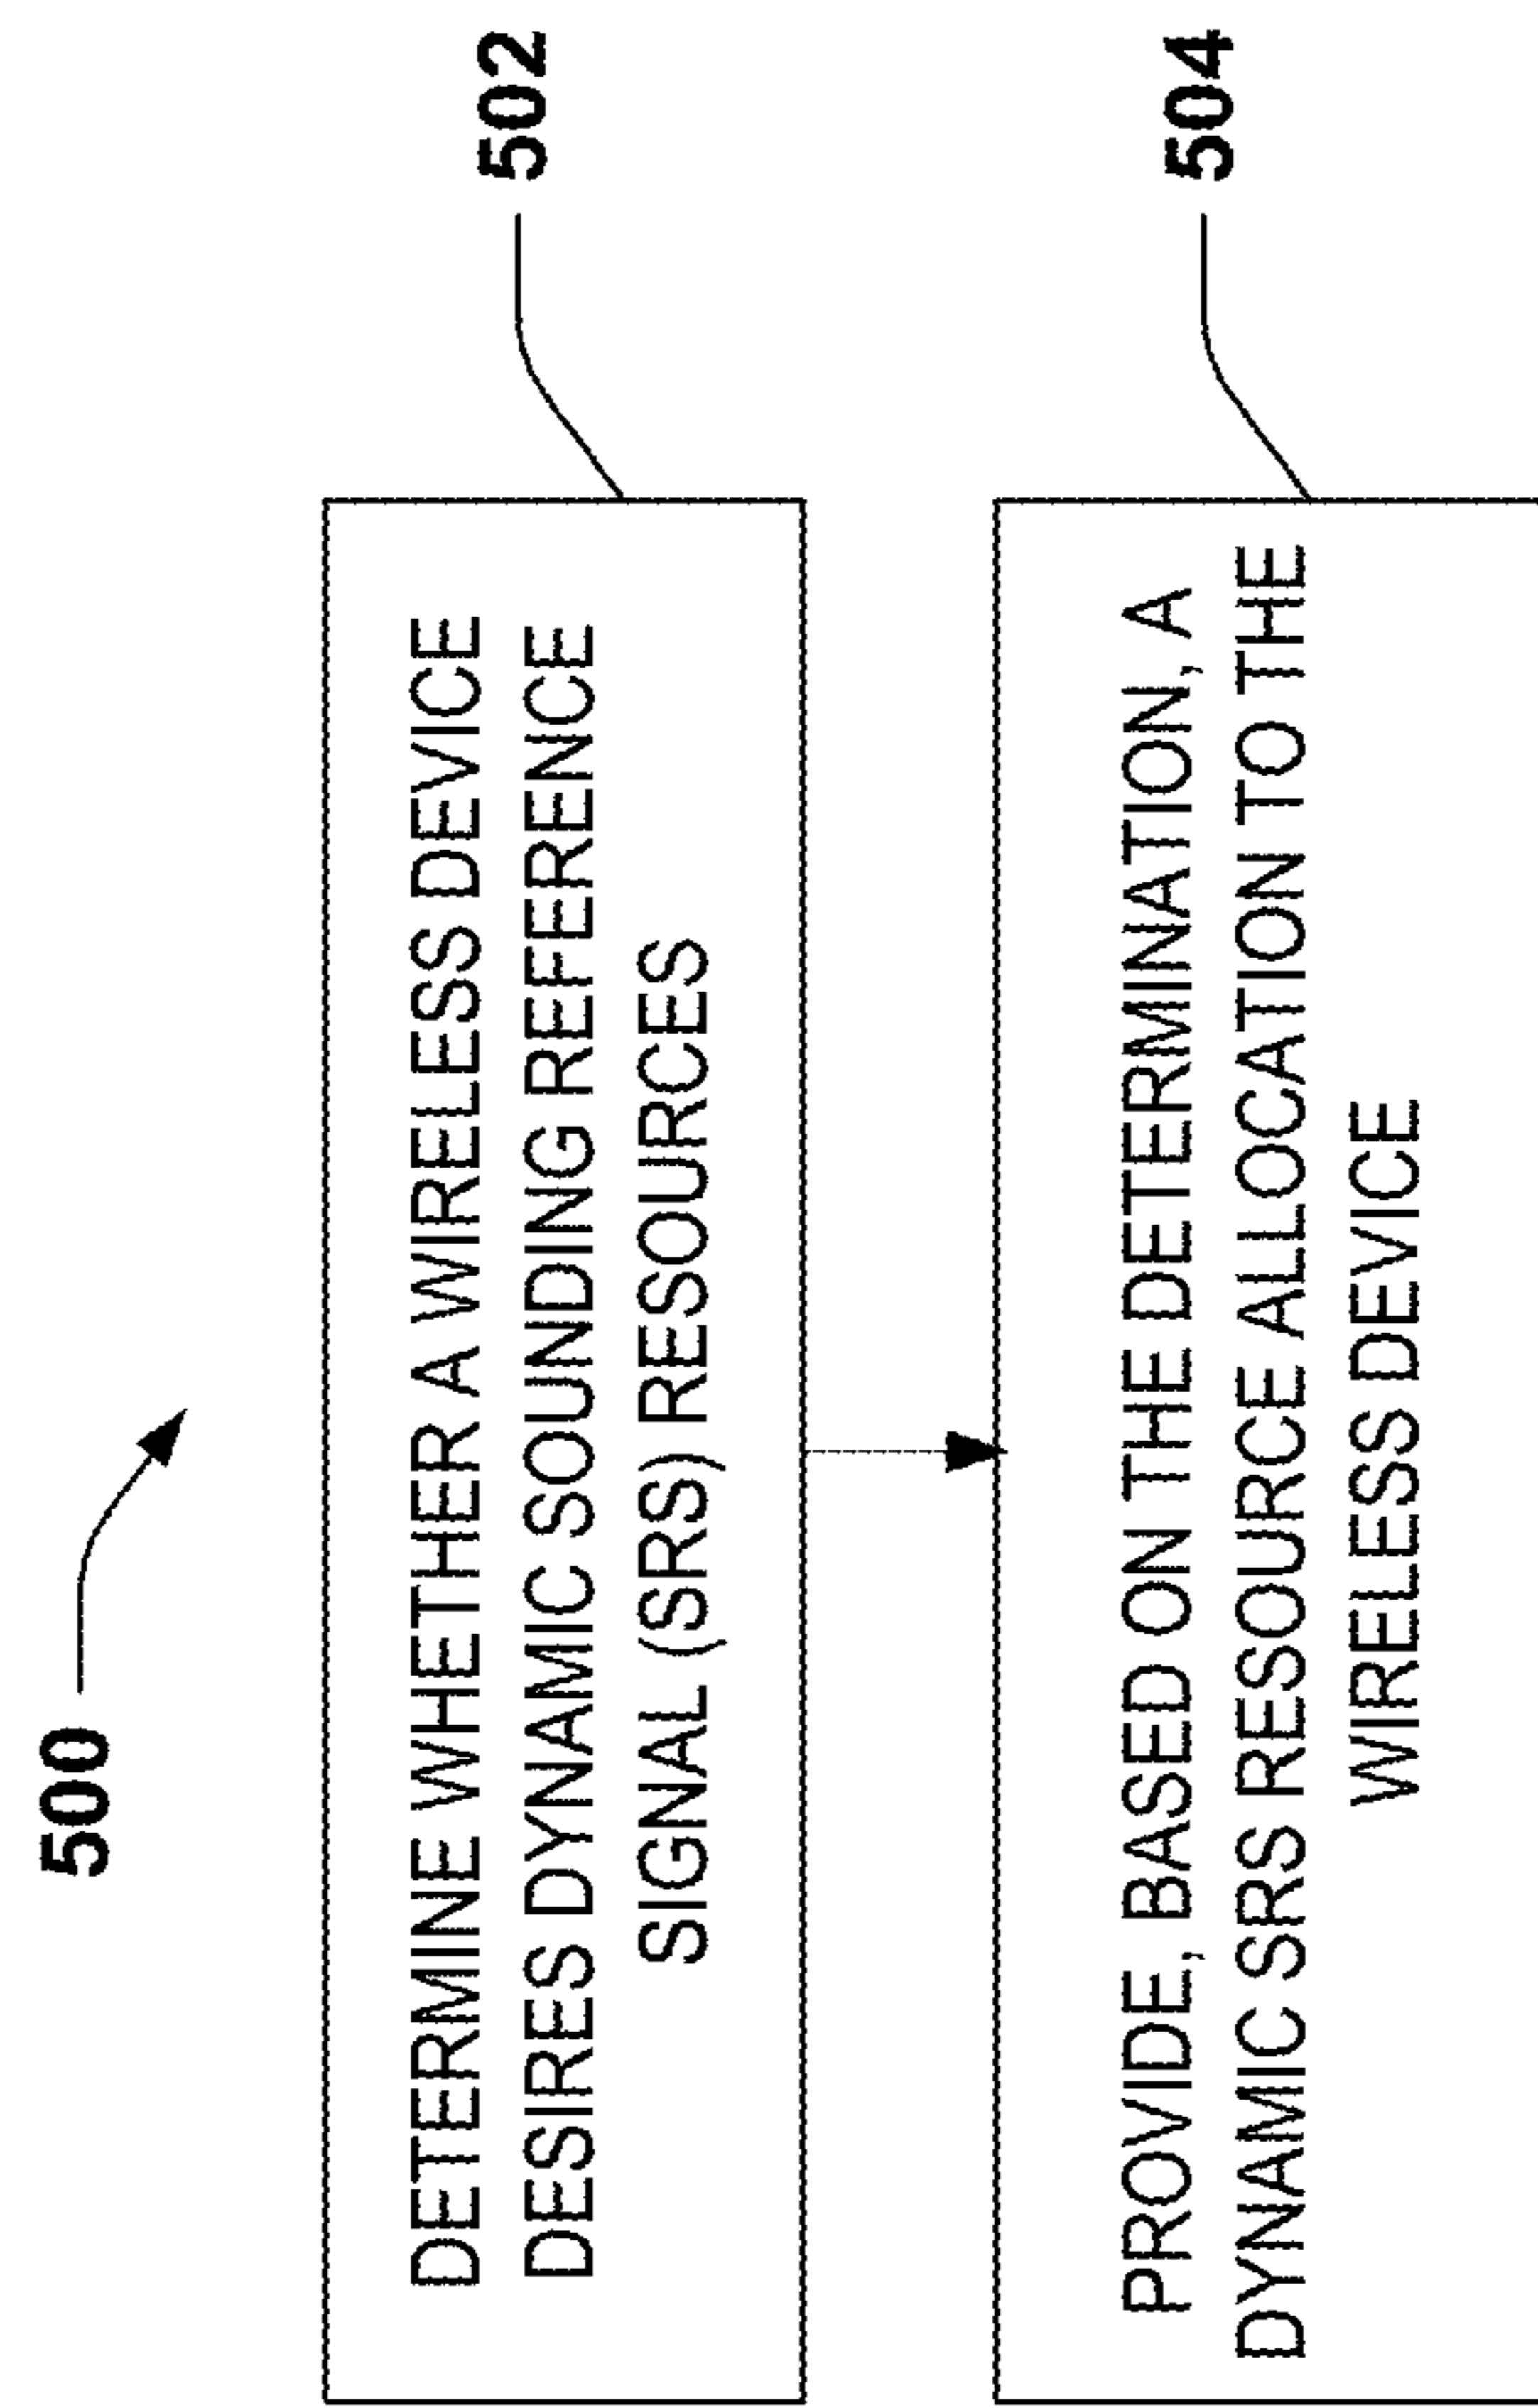 500
DETERMINE WHETHER A WIRELESS DEVICE
DESIRES DYNAMIC SOUNDING REFERENCE
SIGNAL (SRS) RESOURCES
502
PROVIDE, BASED ON THE DETERMINATION, A
DYNAMIC SRS RESOURCE ALLOCATION TO THE
WIRELESS DEVICE
504